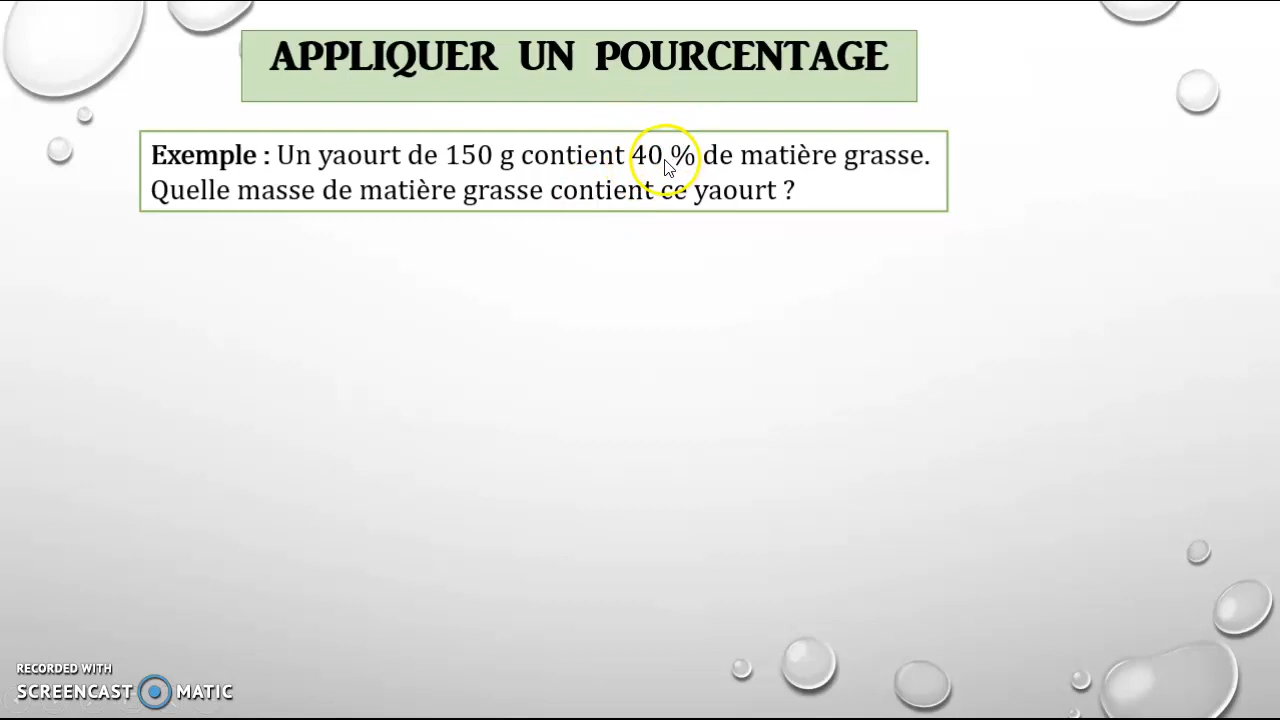 APPLIQUER UN POURCENTAGE
Exemple : Un yaourt de 150 g contient 40 % de matière grasse.
Quelle masse de matière grasse contient ce yaourt ?
RECORDED WITH
SCREENCAST MATIC